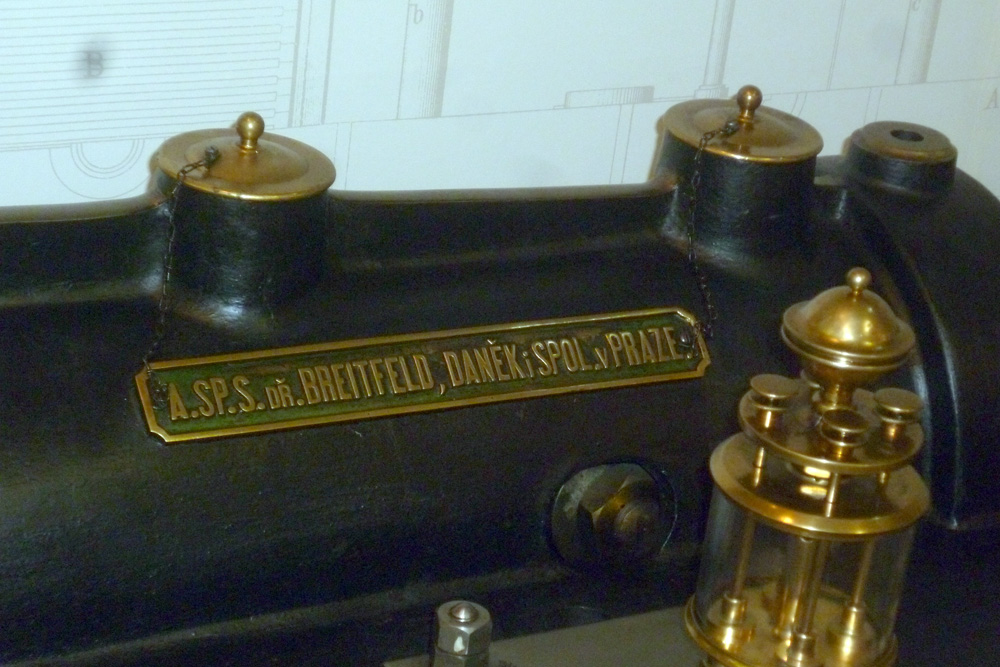 B
b
c
A
A.SP.S. DŘ. BREITFELD, DANĚK i SPOL. v PRAZE.